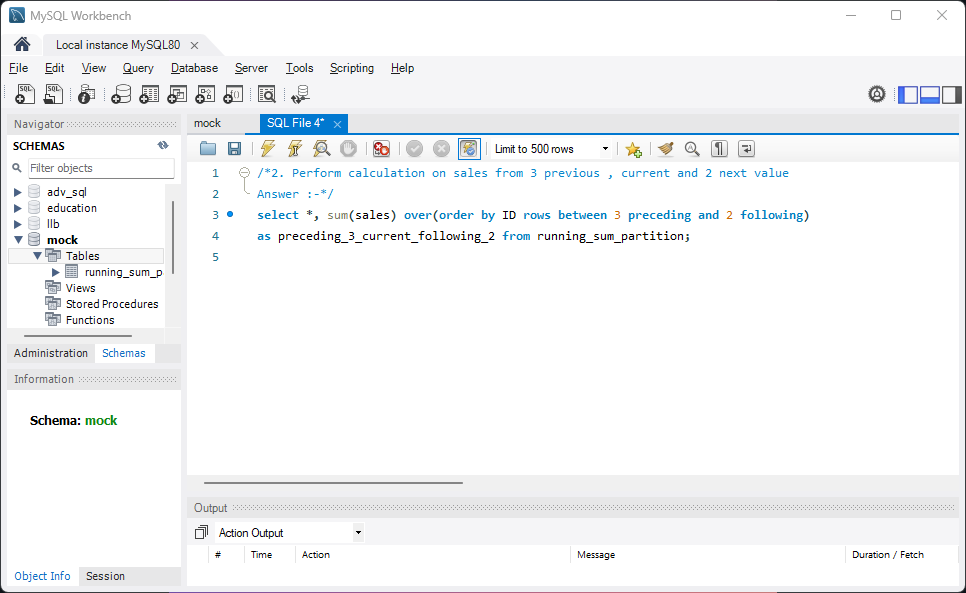 MySQL Workbench
Local instance MySQL80
File Edit View Query Database Server Tools Scripting Help
Navigator
SCHEMAS
Filter objects
adv_sql
education
llb
mock
Tables
running_sum_p
Views
Stored Procedures
Functions
Administration Schemas
Information
Schema: mock
Object Info Session
mock SQL File 4*
Limit to 500 rows
1 /*2. Perform calculation on sales from 3 previous , current and 2 next value
2 Answer :-*/
3 select *, sum(sales) over(order by ID rows between 3 preceding and 2 following)
4 as preceding_3_current_following_2 from running_sum_partition;
5
Output
Action Output
# Time Action Message Duration / Fetch